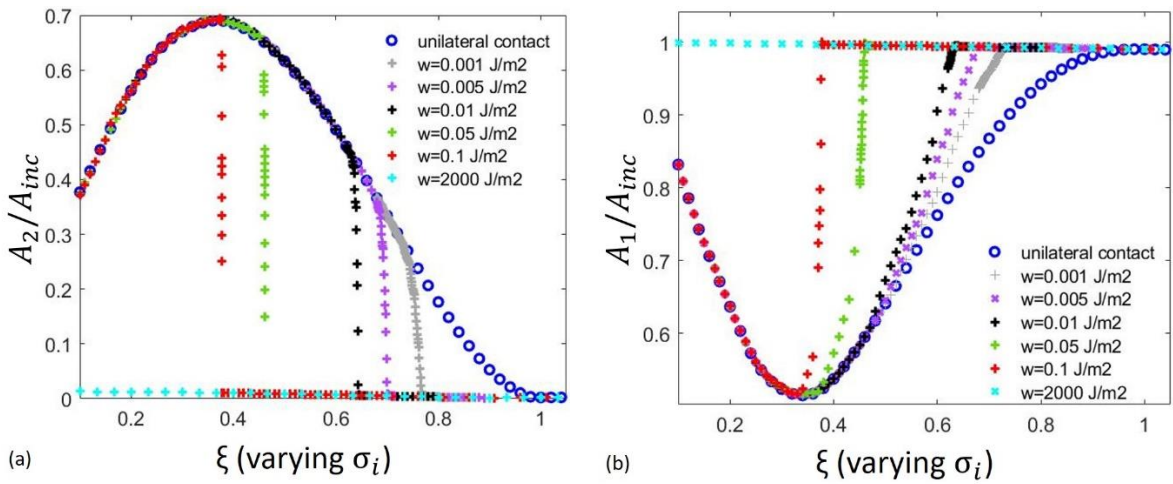 0.7
0.6
0.5
0.4
0.3
0.2
0.1
0
A2/Ainc
unilateral contact
w=0.001 J/m2
w=0.005 J/m2
w=0.01 J/m2
w=0.05 J/m2
w=0.1 J/m2
w=2000 J/m2
0.2 0.4 0.6 0.8 1
(a)
ξ (varying σi)
1
0.9
0.8
0.7
0.6
A1/Ainc
unilateral contact
w=0.001 J/m2
w=0.005 J/m2
w=0.01 J/m2
w=0.05 J/m2
w=0.1 J/m2
w=2000 J/m2
0.2 0.4 0.6 0.8 1
(b)
ξ (varying σi)